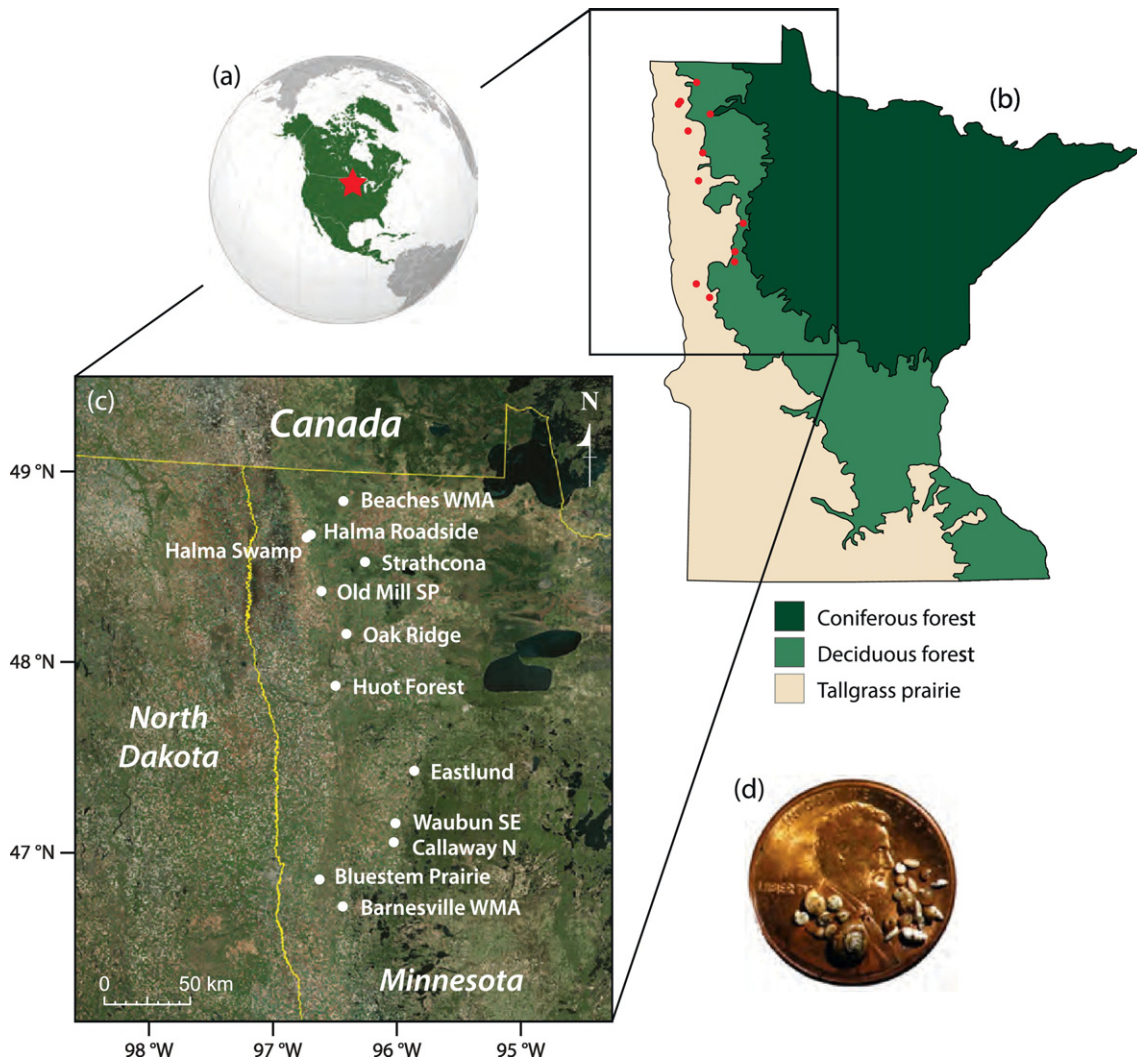 (a)
(b)
(c)
Canada
N
49 °N
Beaches WMA
Halma Roadside
Halma Swamp
Strathcona
Old Mill SP
Oak Ridge
48 °N
Huot Forest
North
Dakota
Eastlund
Waubun SE
47 °N
Callaway N
Bluestem Prairie
Barnesville WMA
Minnesota
0 50 km
98 °W 97 °W 96 °W 95 °W
Coniferous forest
Deciduous forest
Tallgrass prairie
(d)
LIBERTY